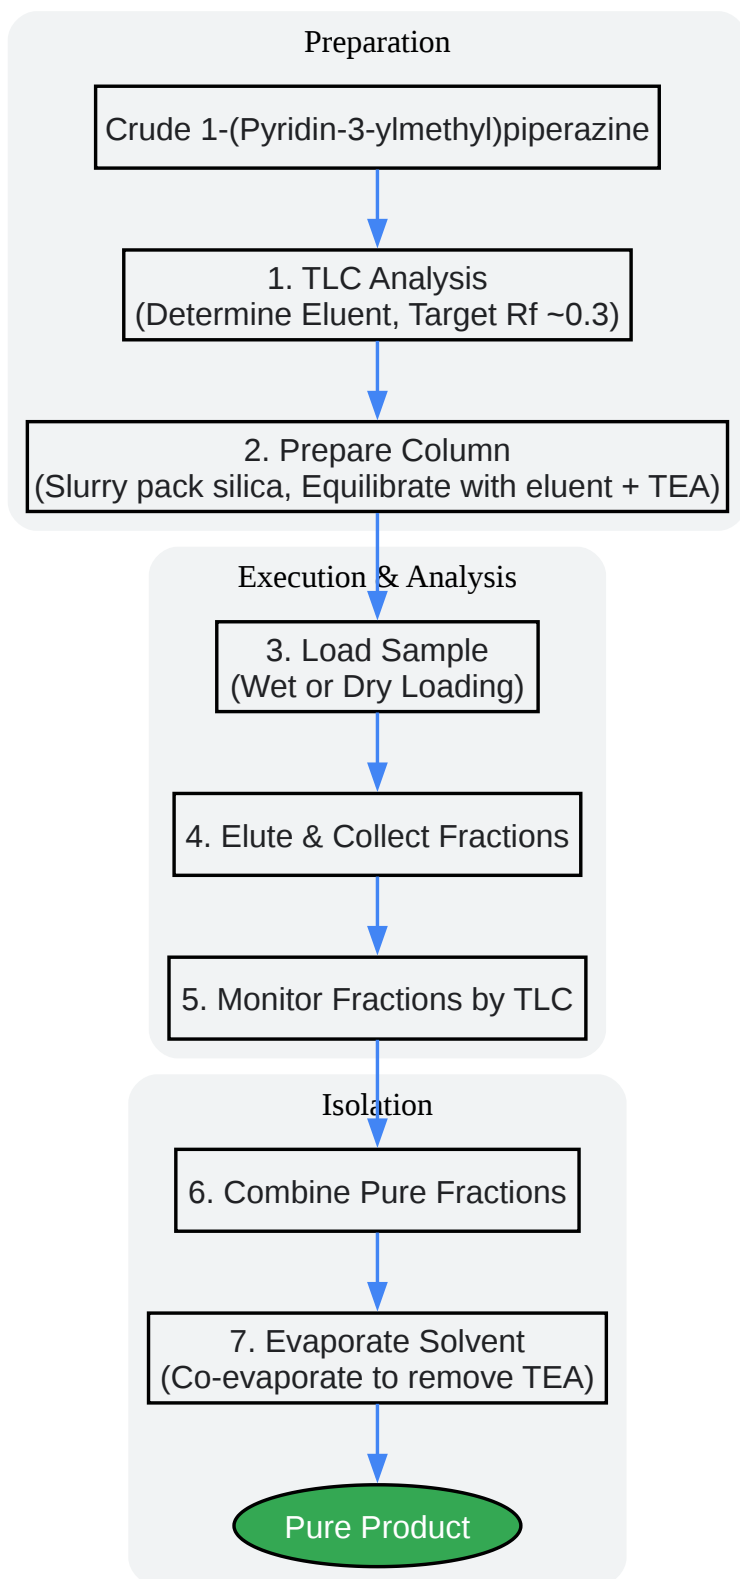 Preparation
Crude 1-(Pyridin-3-ylmethyl)piperazine
1. TLC Analysis
(Determine Eluent, Target Rf ~0.3)
2. Prepare Column
(Slurry pack silica, Equilibrate with eluent + TEA)
Execution & Analysis
3. Load Sample
(Wet or Dry Loading)
4. Elute & Collect Fractions
5. Monitor Fractions by TLC
Isolation
6. Combine Pure Fractions
7. Evaporate Solvent
(Co-evaporate to remove TEA)
Pure Product